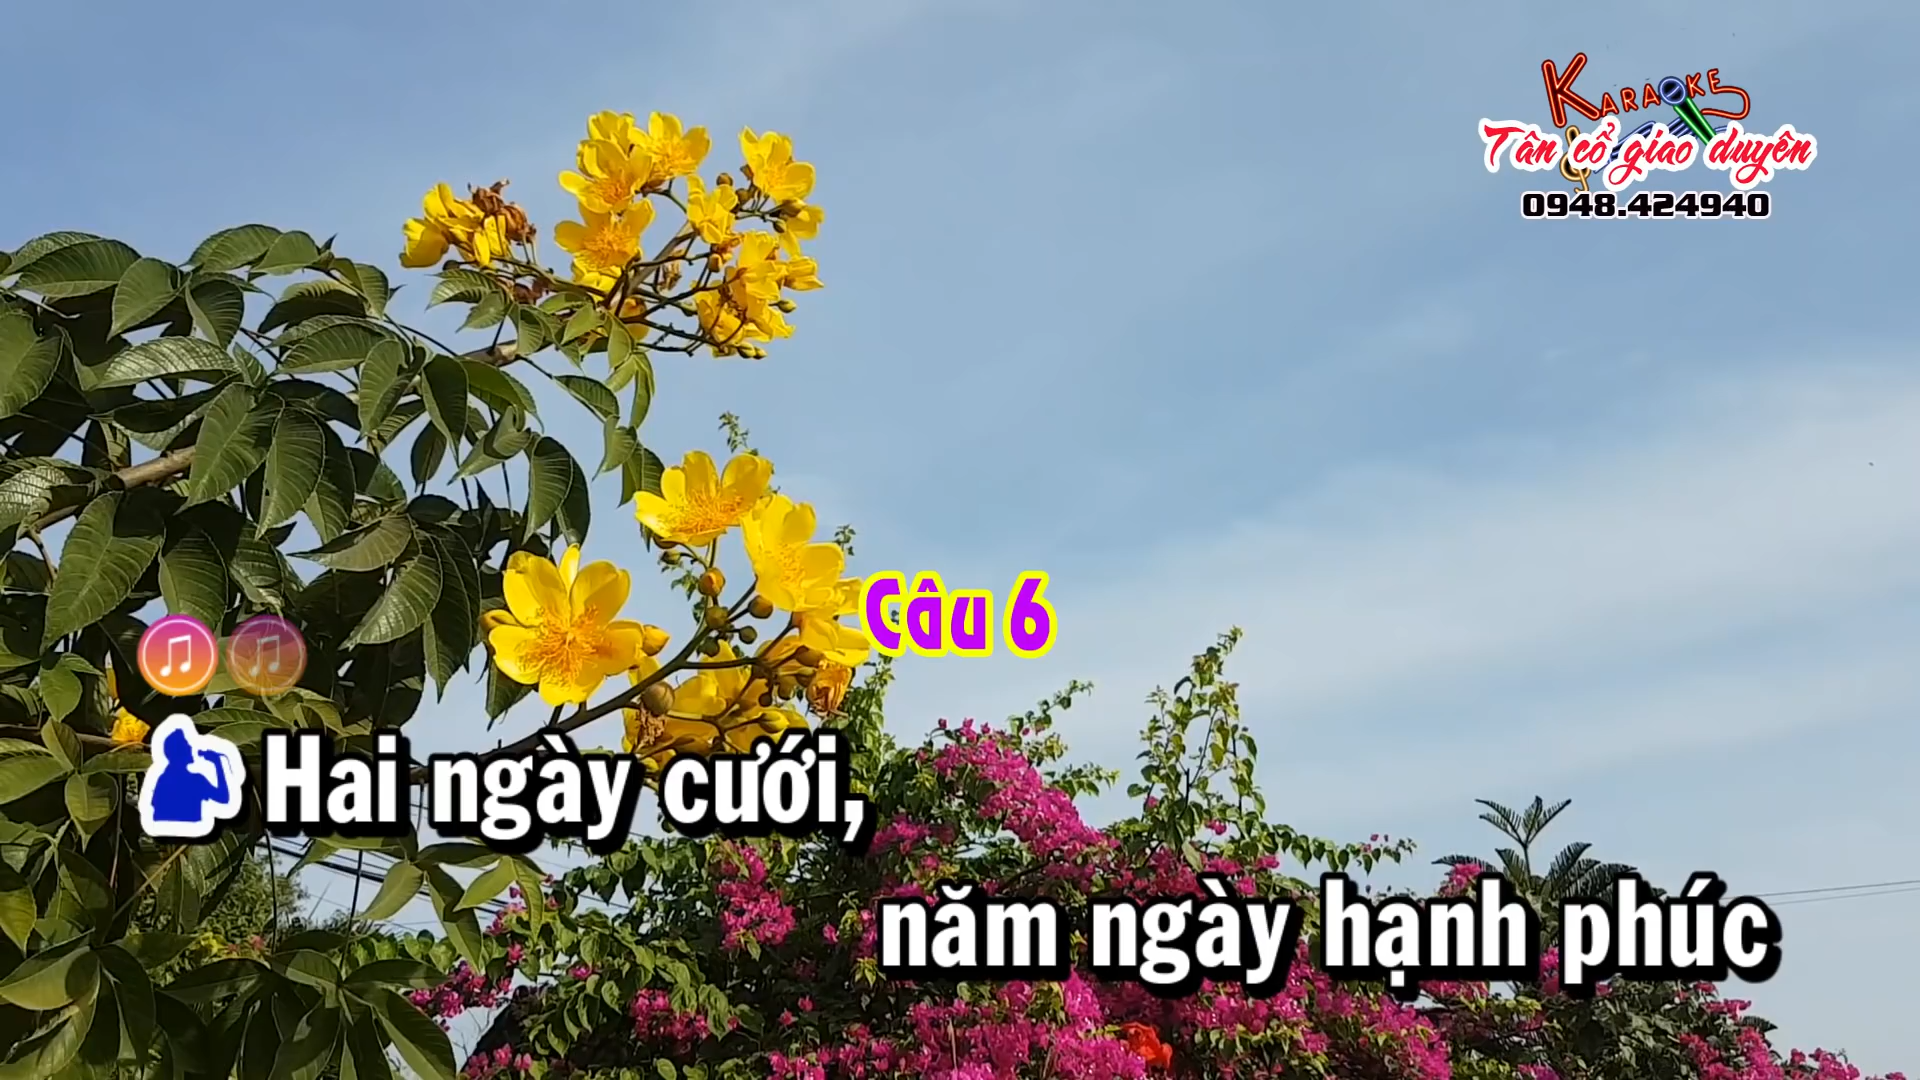 KARAOKE
Tân cổ giao duyên
0948.424940
Câu 6
Hai ngày cưới,
năm ngày hạnh phúc